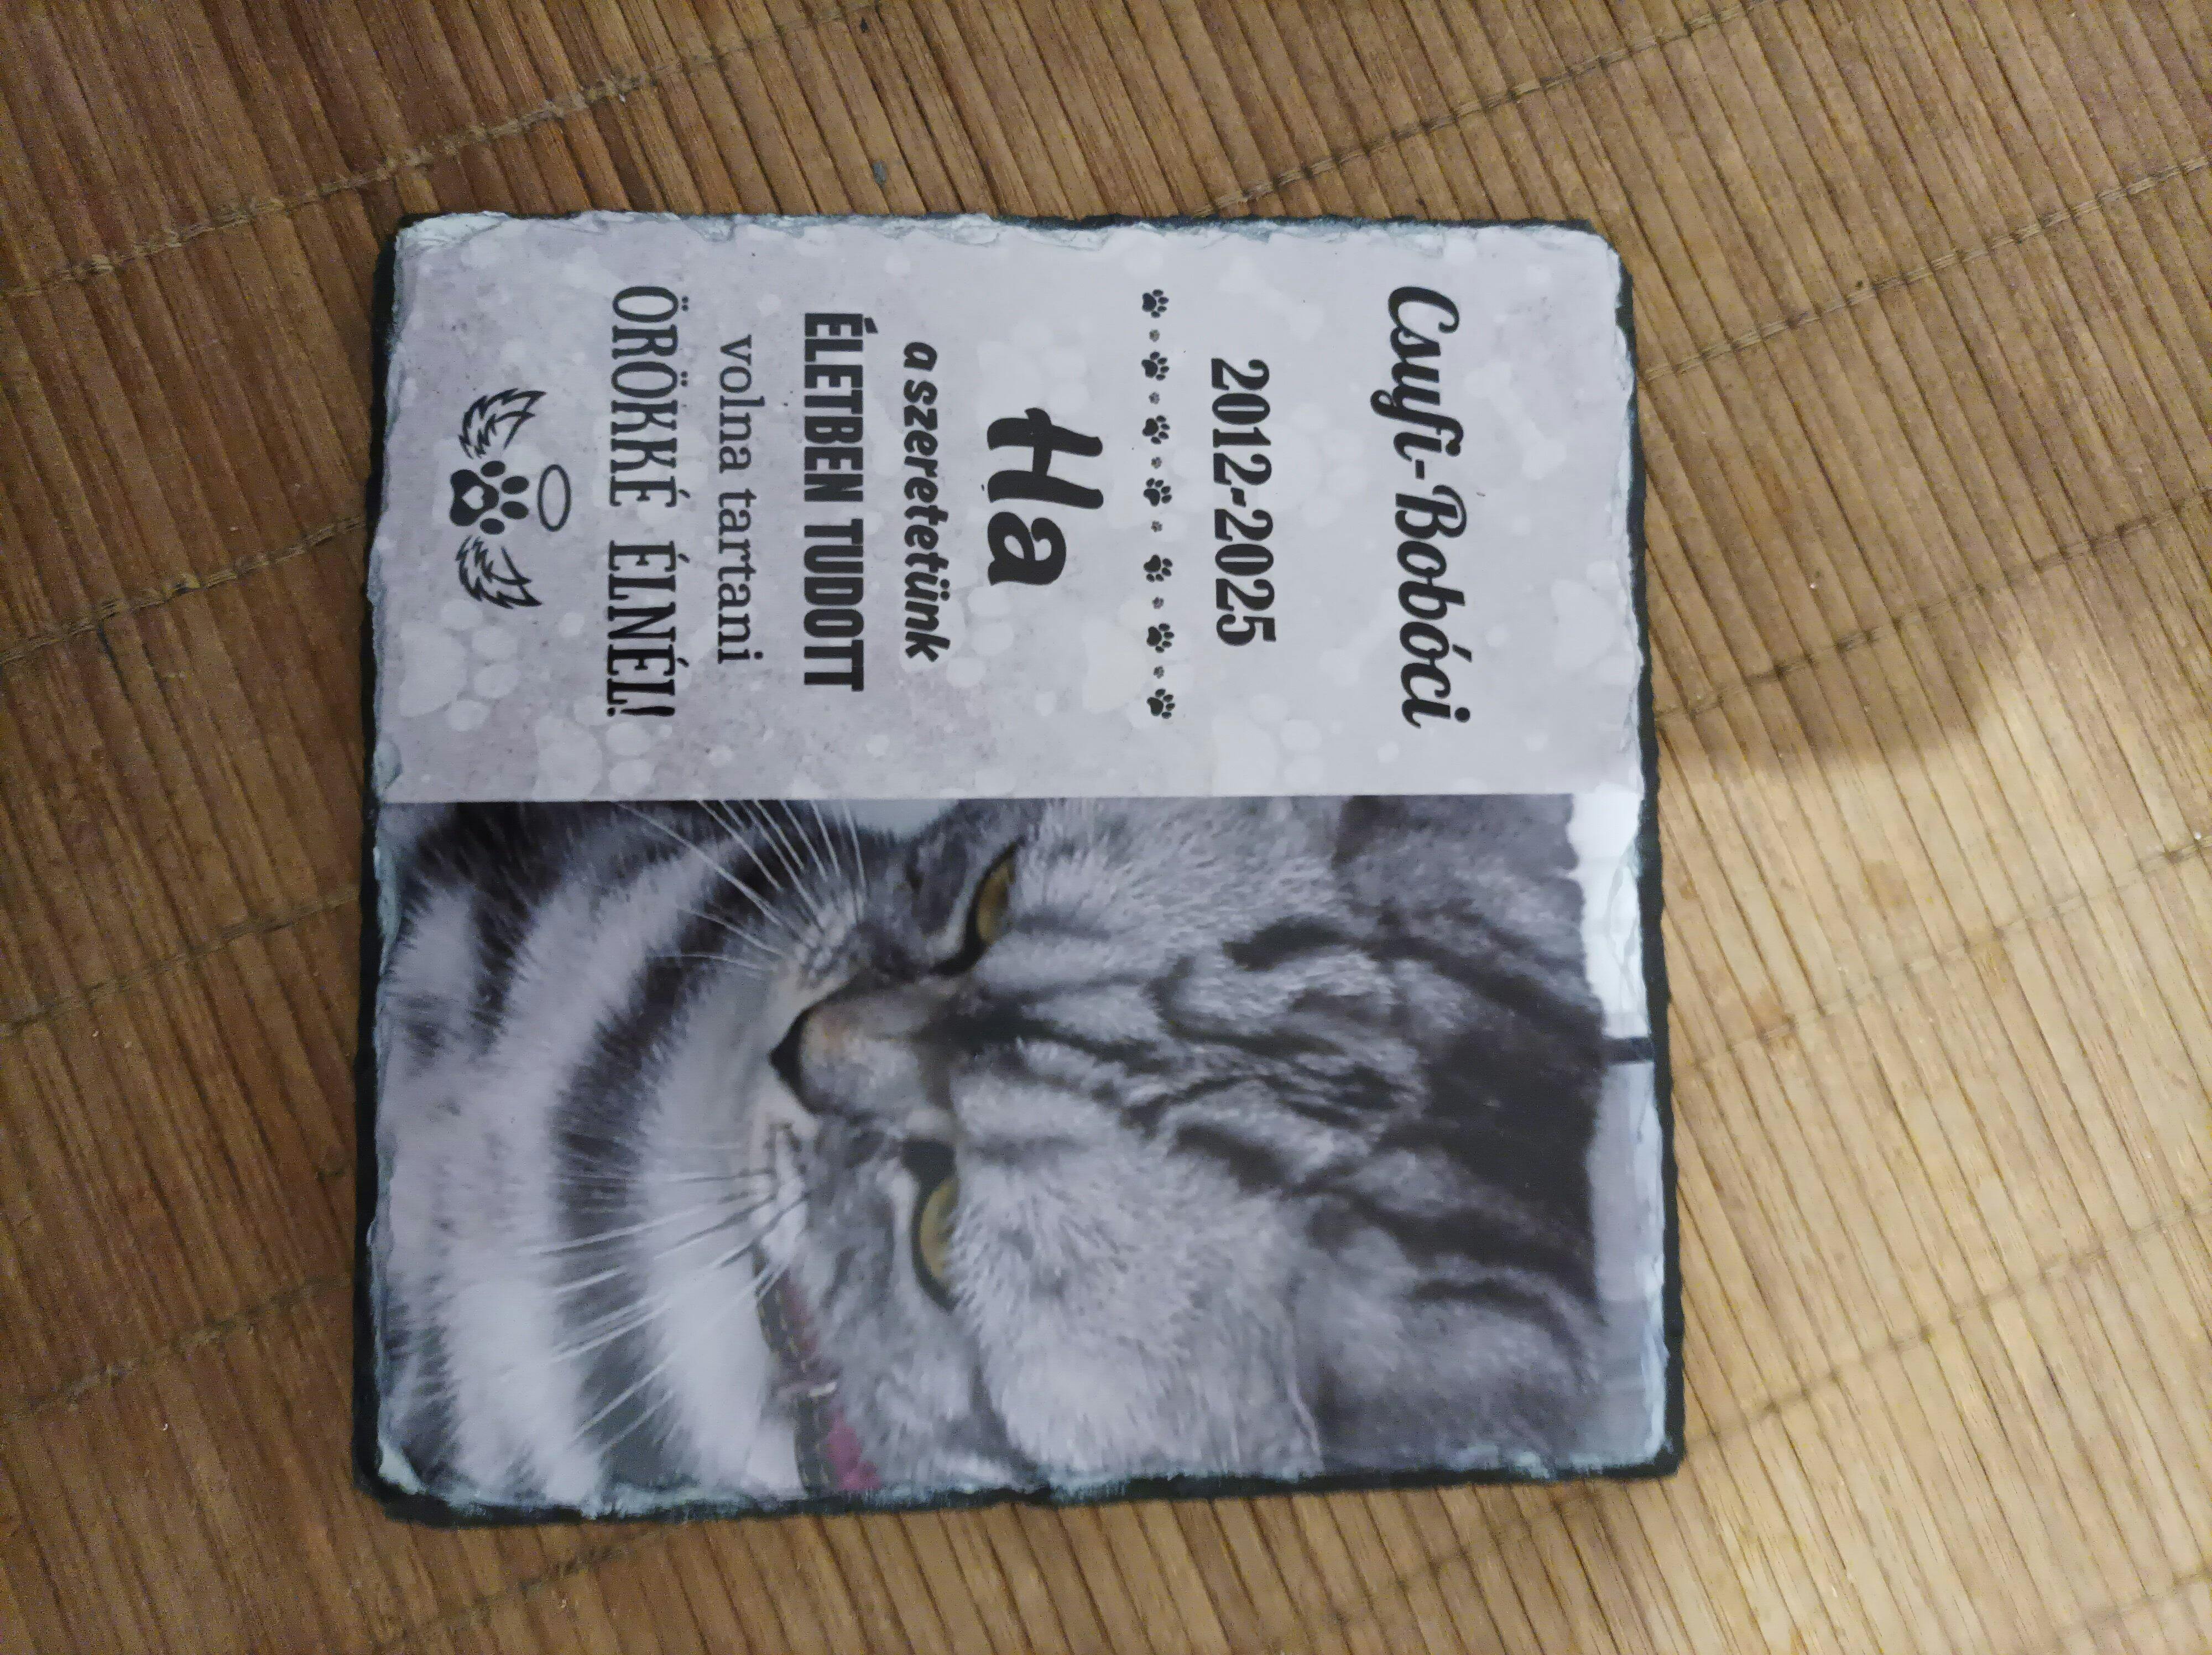 Csufi-Bobóci
2012-2025
Ha
a szeretetünk
ÉLETBEN TUDOTT
volna tartani
ÖRÖKKÉ ÉLNÉL!